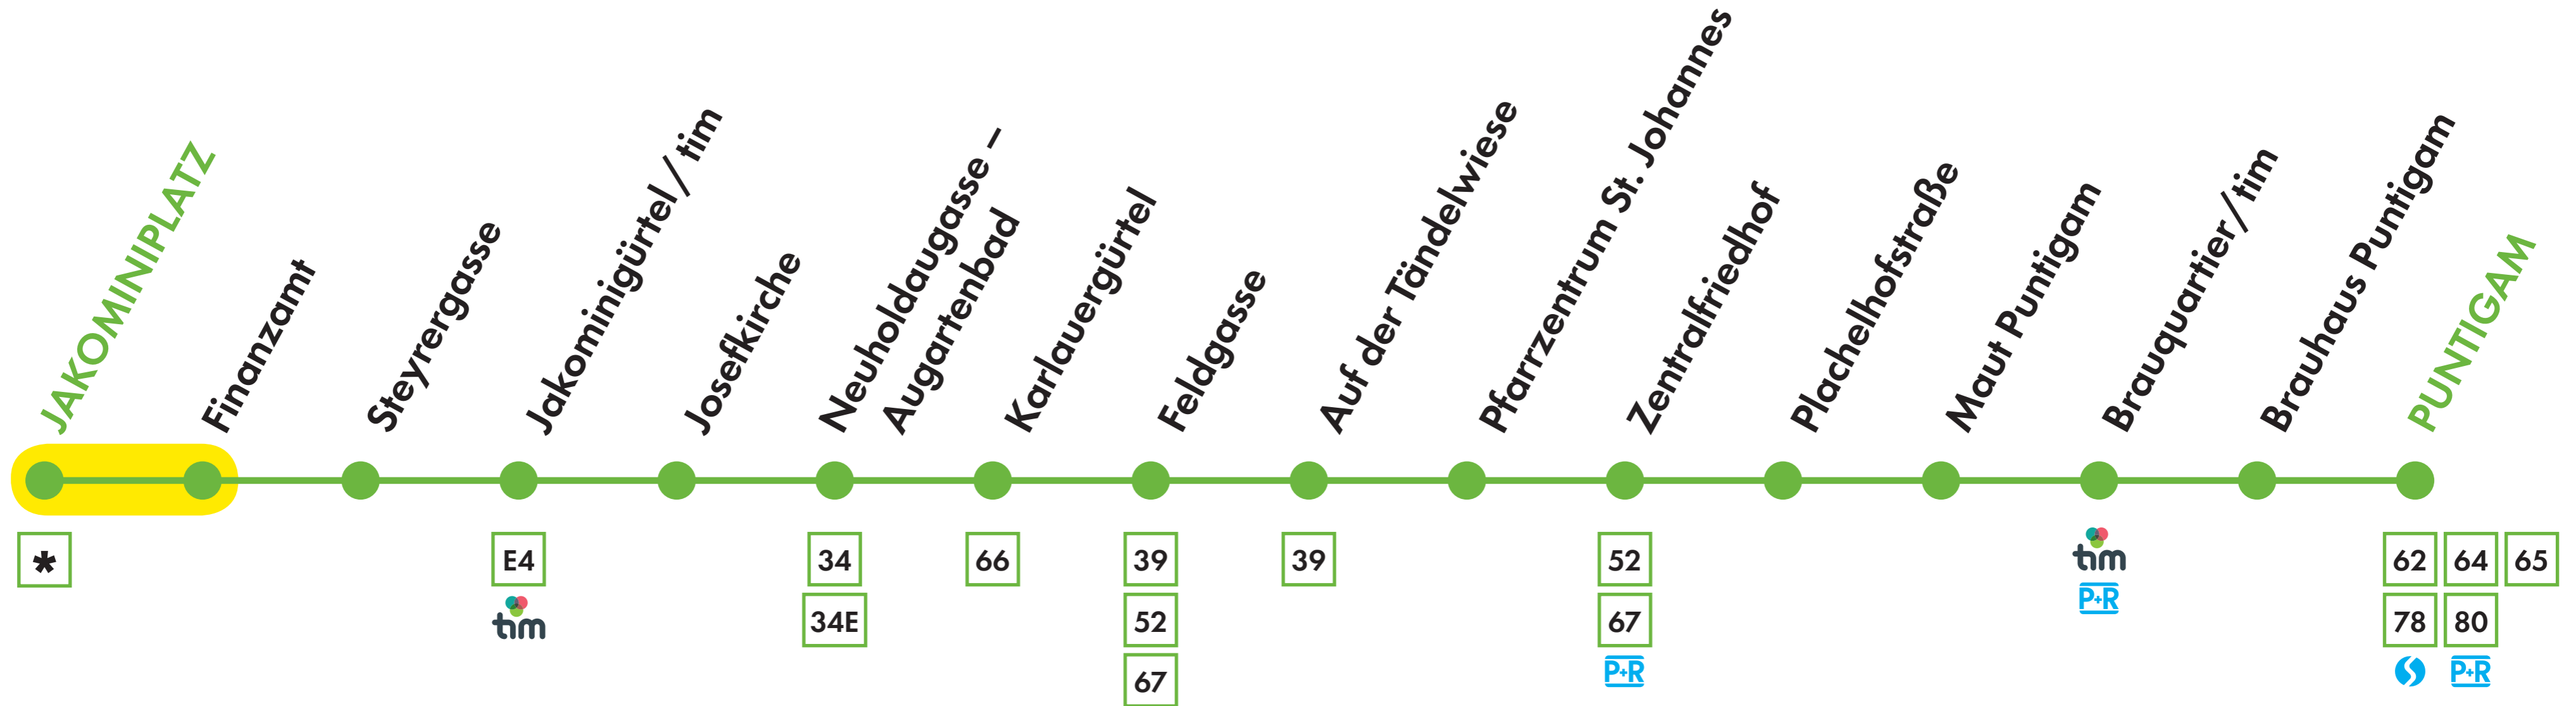 JAKOMINIPLATZ
Finanzamt
Steyrergasse
Jakominigürtel/tim
Josefkirche
Neuholdaugasse –
Augartenbad
Karlauergürtel
Feldgasse
Auf der Tändelwiese
Pfarrzentrum St. Johannes
Zentralfriedhof
Plachelhofstraße
Maut Puntigam
Brauquartier/tim
Brauhaus Puntigam
PUNTIGAM
*
E4
tim
34
34E
66
39
52
67
39
52
67
P+R
tim
P+R
62 64 65
78 80
S P+R